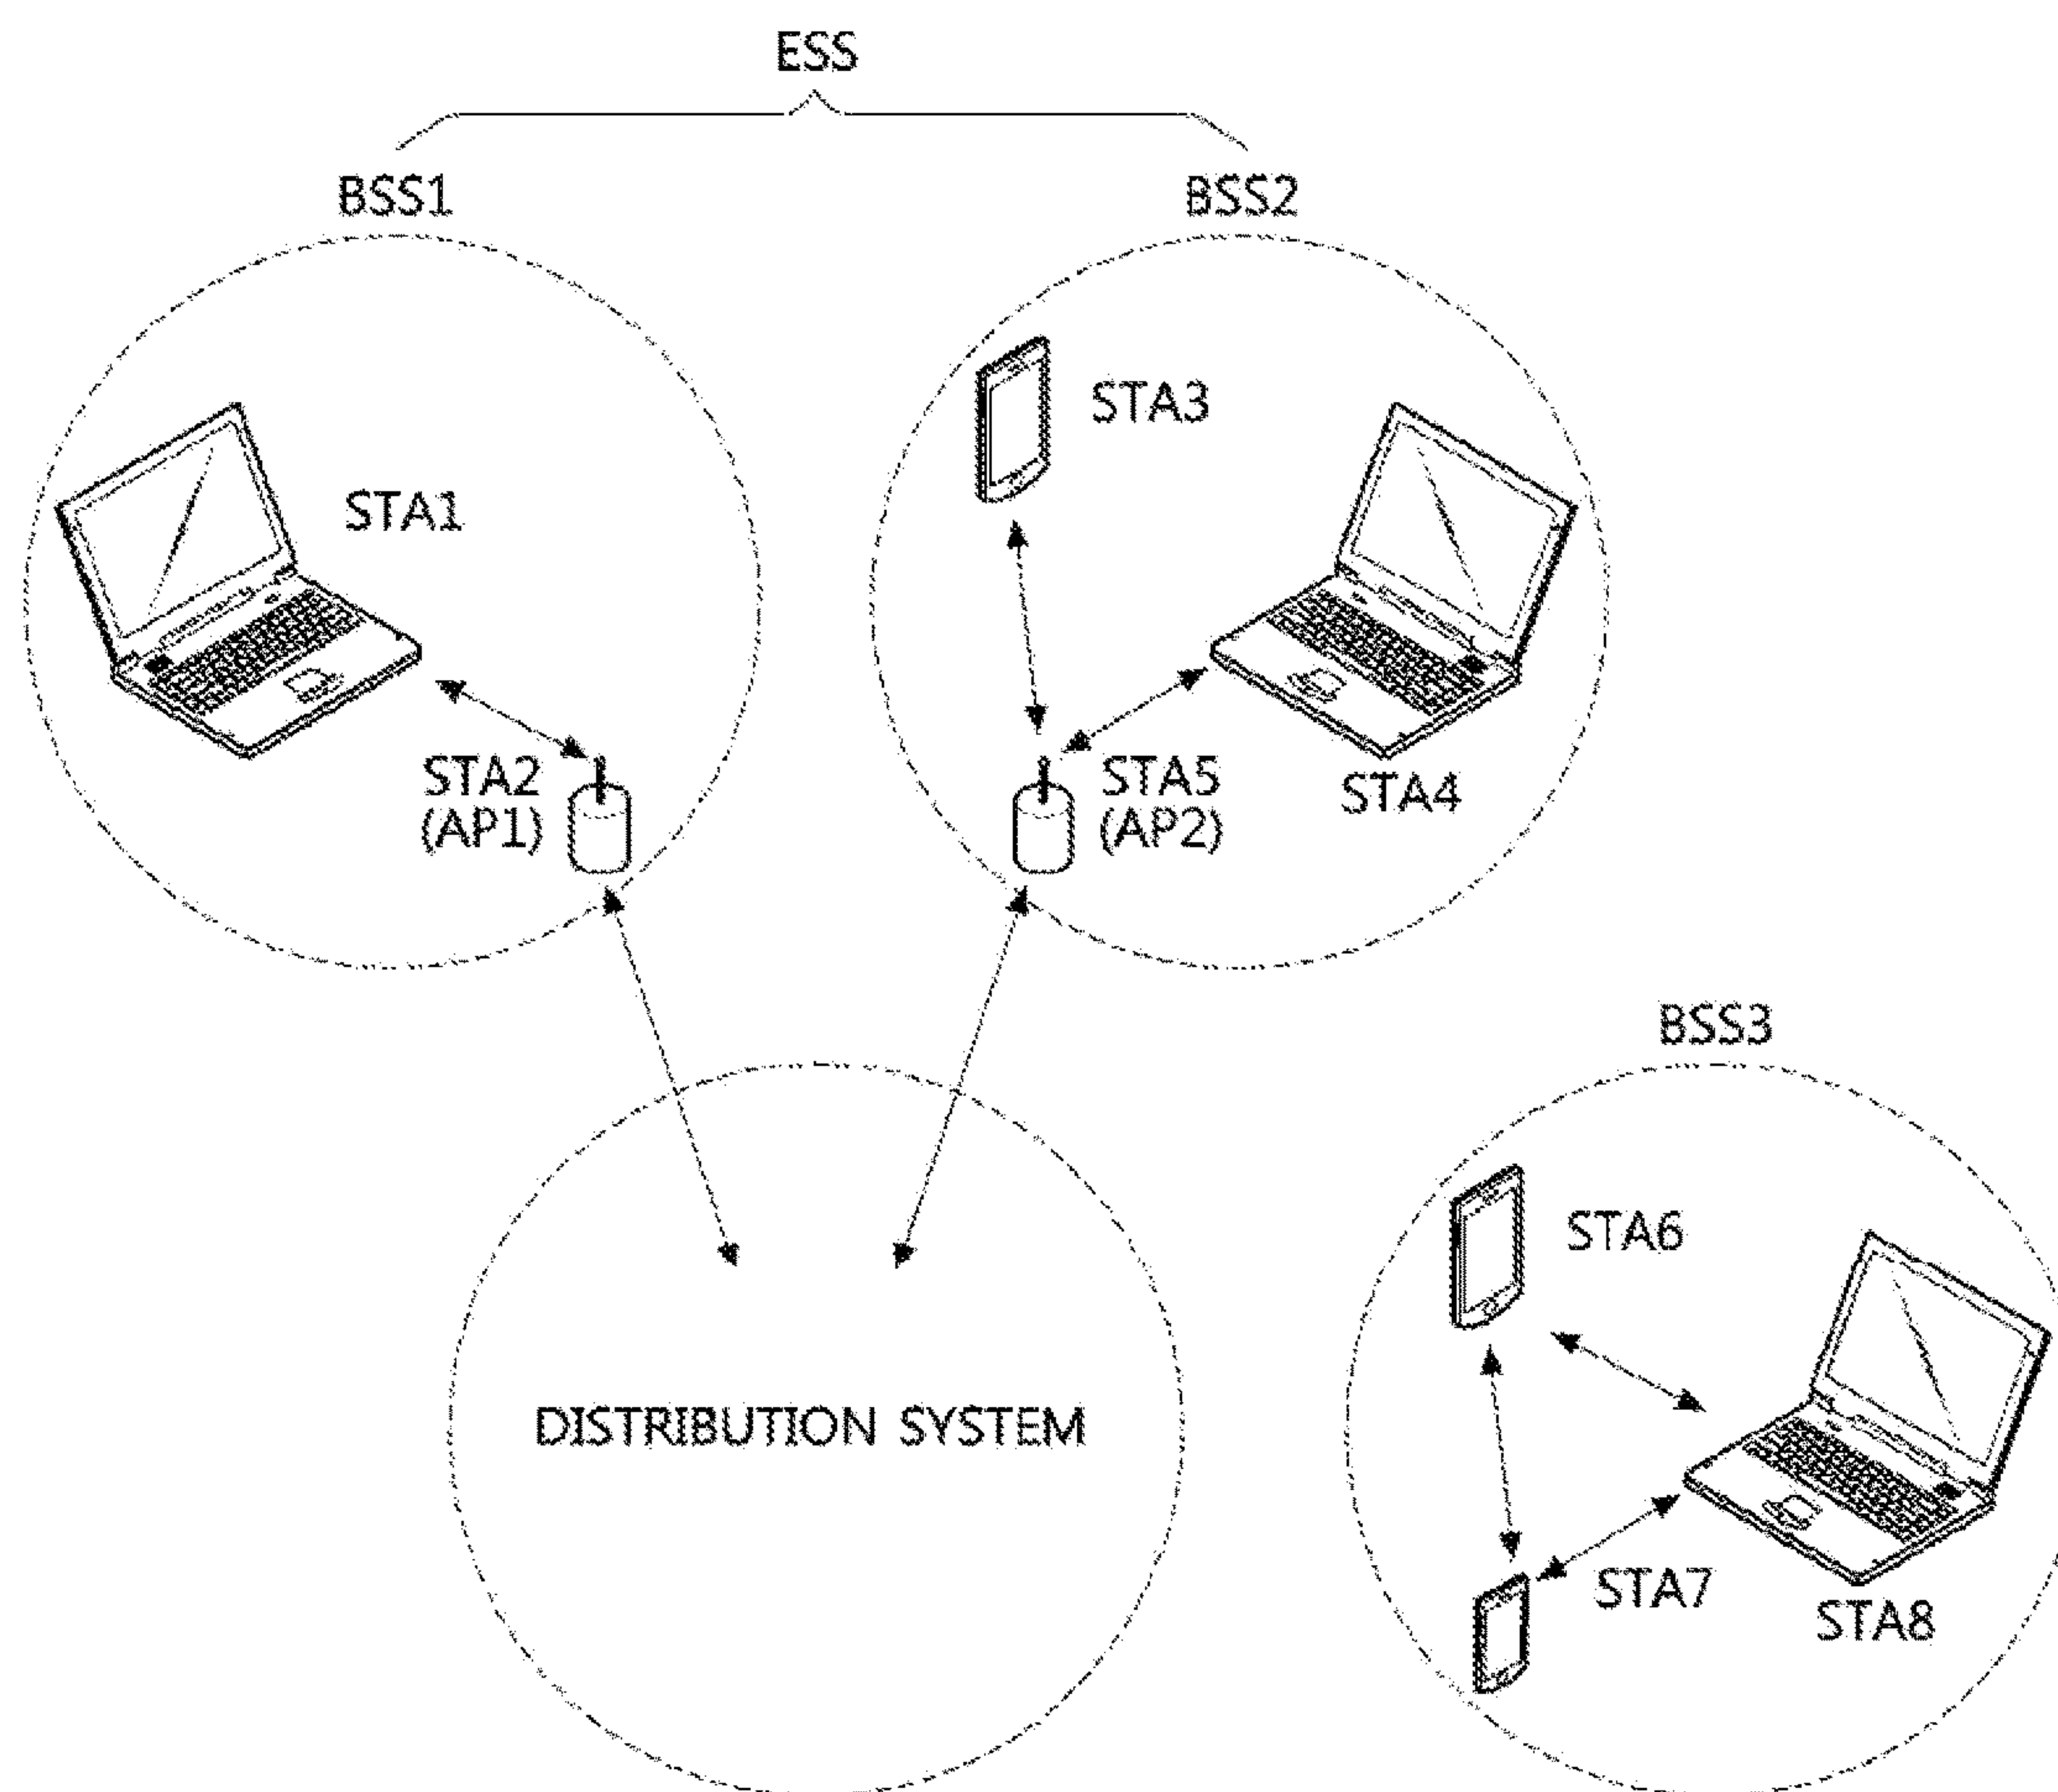 ESS
BSS1
BSS2
STA3
STA1
STA2
(AP1)
STA5
(AP2)
STA4
BSS3
STA6
DISTRIBUTION SYSTEM
STA7
STA8